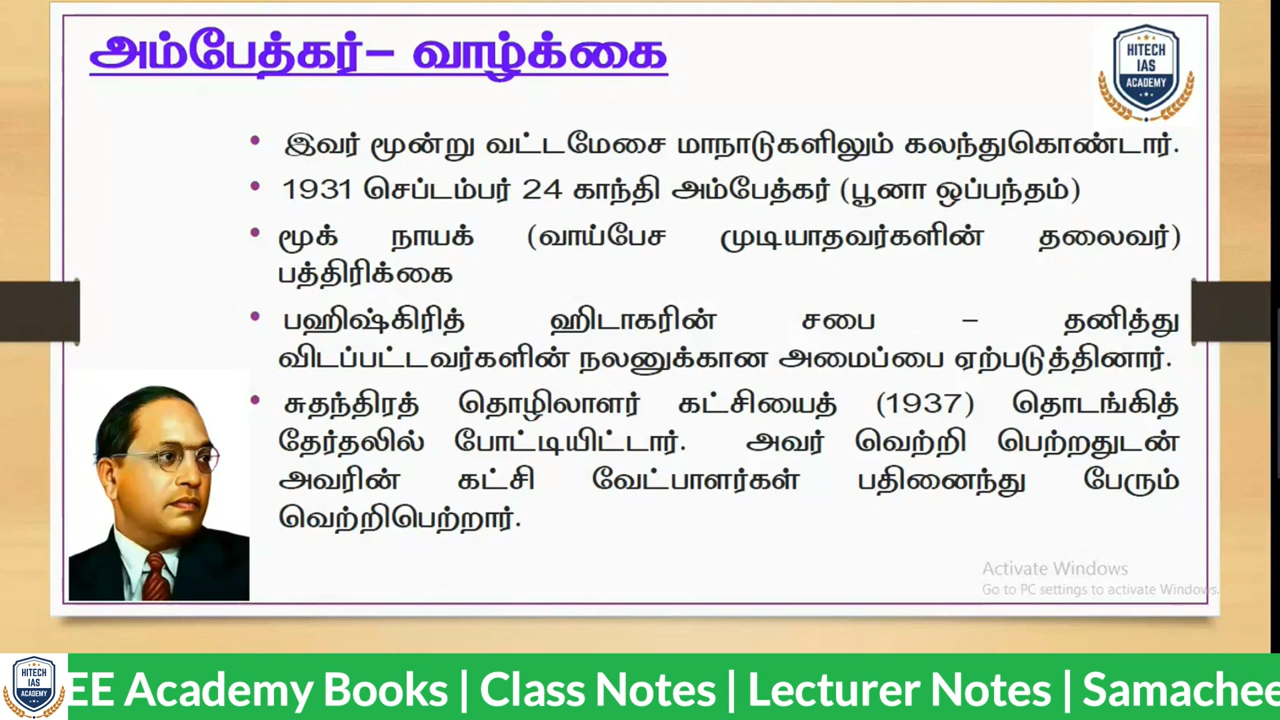 அம்பேத்கர்– வாழ்க்கை
HITECH
IAS
ACADEMY
• இவர் மூன்று வட்டமேசை மாநாடுகளிலும் கலந்துகொண்டார்.
• 1931 செப்டம்பர் 24 காந்தி அம்பேத்கர் (பூனா ஒப்பந்தம்)
• மூக் நாயக் (வாய்பேச முடியாதவர்களின் தலைவர்)
பத்திரிக்கை
• பஹிஷ்கிரித் ஹிடாகரின் சபை – தனித்து
விடப்பட்டவர்களின் நலனுக்கான அமைப்பை ஏற்படுத்தினார்.
• சுதந்திரத் தொழிலாளர் கட்சியைத் (1937) தொடங்கித்
தேர்தலில் போட்டியிட்டார். அவர் வெற்றி பெற்றதுடன்
அவரின் கட்சி வேட்பாளர்கள் பதினைந்து பேரும்
வெற்றிபெற்றார்.
Activate Windows
Go to PC settings to activate Windows.
HITECH
IAS
ACADEMY
EE Academy Books | Class Notes | Lecturer Notes | Samachee